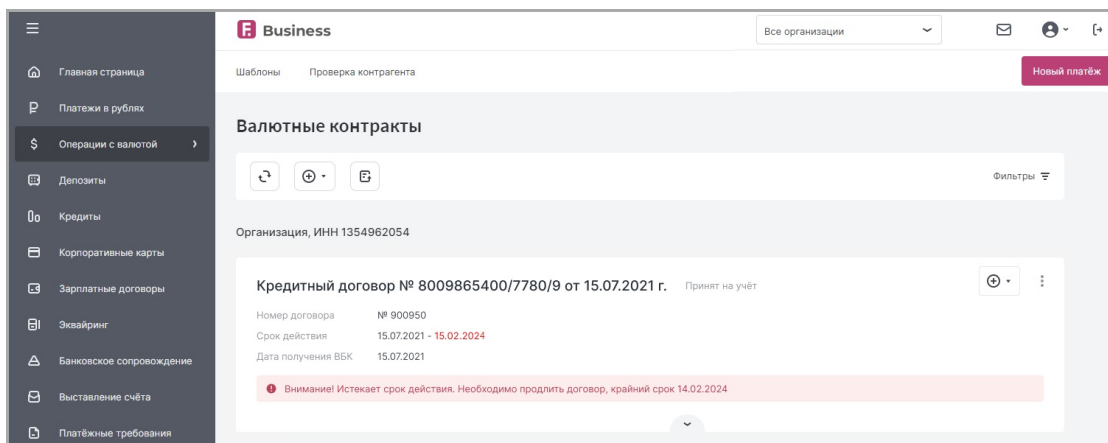 F. Business
Все организации
Главная страница
Шаблоны Проверка контрагента
Новый платёж
Платежи в рублях
Операции с валютой
Депозиты
Кредиты
Корпоративные карты
Зарплатные договоры
Эквайринг
Банковское сопровождение
Выставление счёта
Платёжные требования
Валютные контракты
Фильтры
Организация, ИНН 1354962054
Кредитный договор № 8009865400/7780/9 от 15.07.2021 г. Принят на учёт
Номер договора № 900950
Срок действия 15.07.2021 - 15.02.2024
Дата получения ВБК 15.07.2021
Внимание! Истекает срок действия. Необходимо продлить договор, крайний срок 14.02.2024